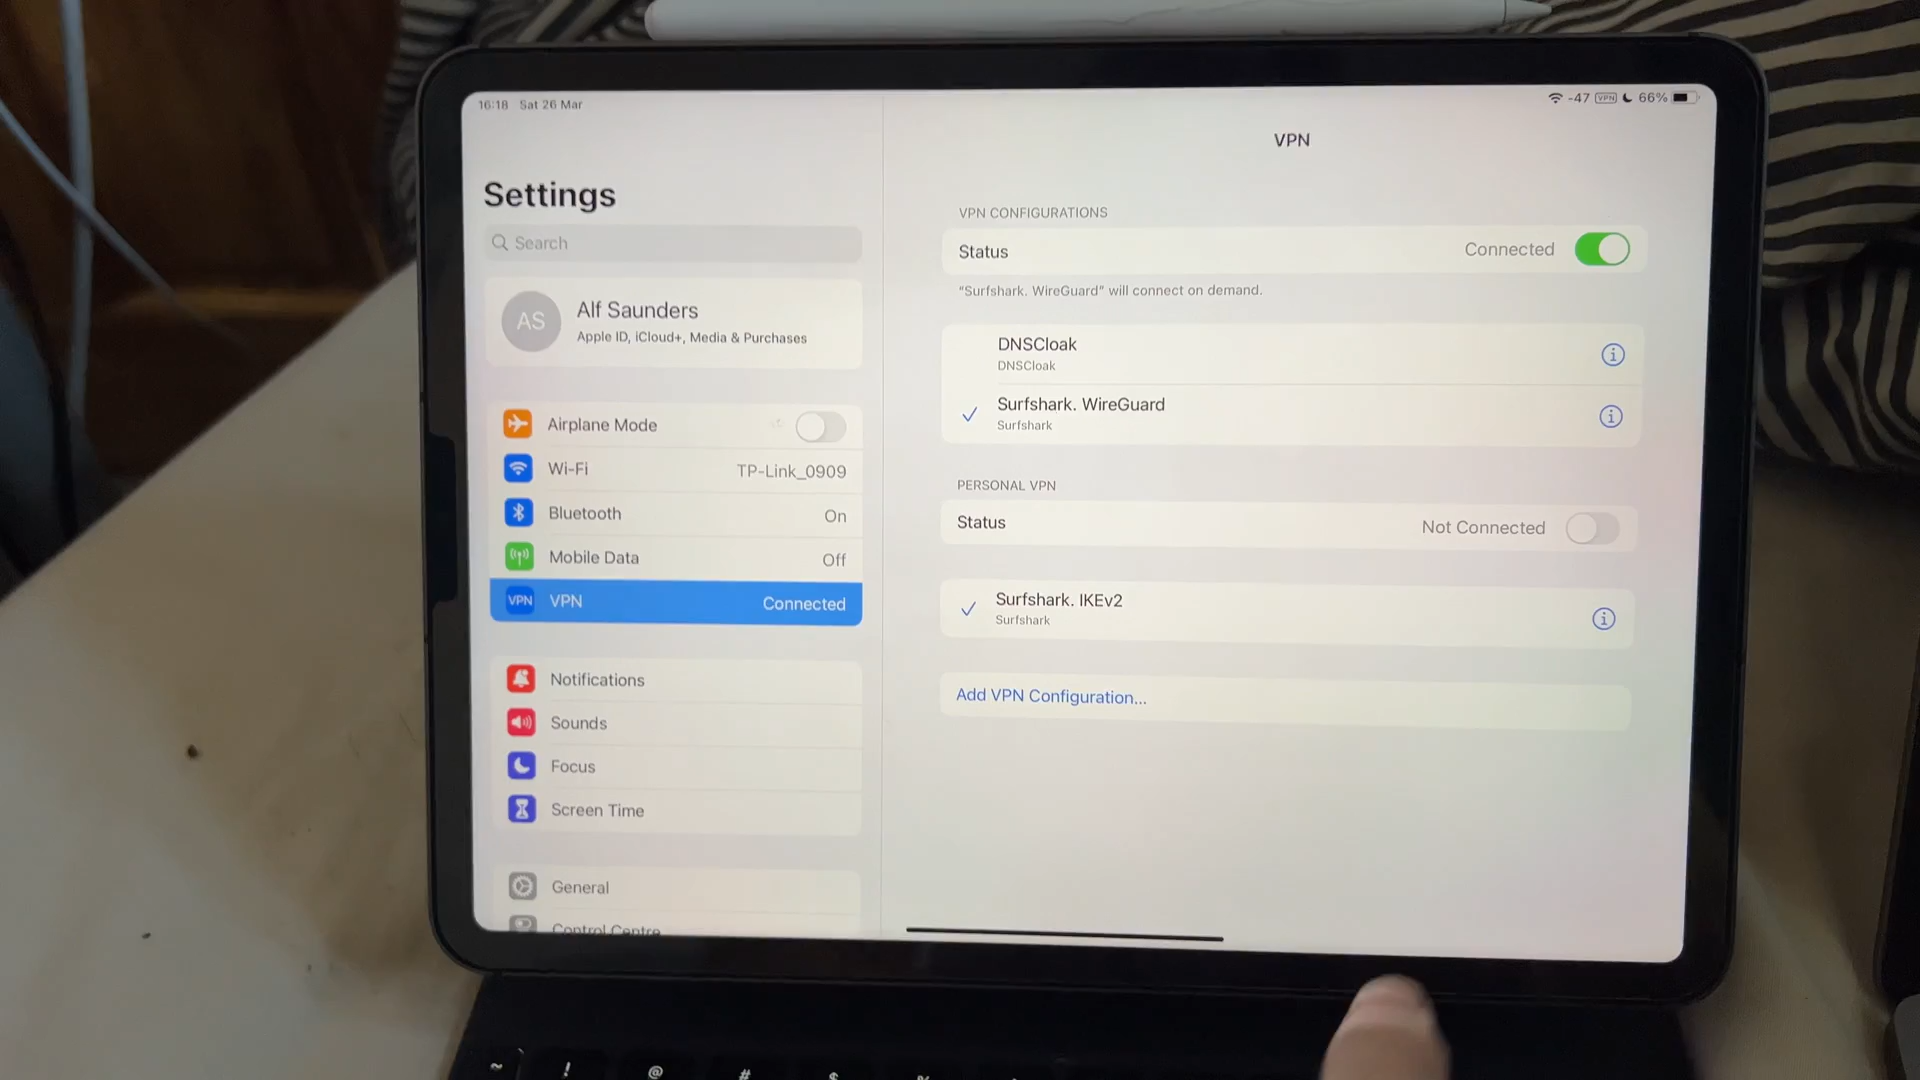 16:18 Sat 26 Mar
-47 VPN 66%
Settings
Search
AS
Alf Saunders
Apple ID, iCloud+, Media & Purchases
Airplane Mode
Wi-Fi TP-Link_0909
Bluetooth On
Mobile Data Off
VPN VPN Connected
Notifications
Sounds
Focus
Screen Time
General
Control Centre
VPN
VPN CONFIGURATIONS
Status Connected
“Surfshark. WireGuard” will connect on demand.
DNSCloak
DNSCloak
Surfshark. WireGuard
Surfshark
PERSONAL VPN
Status Not Connected
Surfshark. IKEv2
Surfshark
Add VPN Configuration...
~ ! @ # $ %